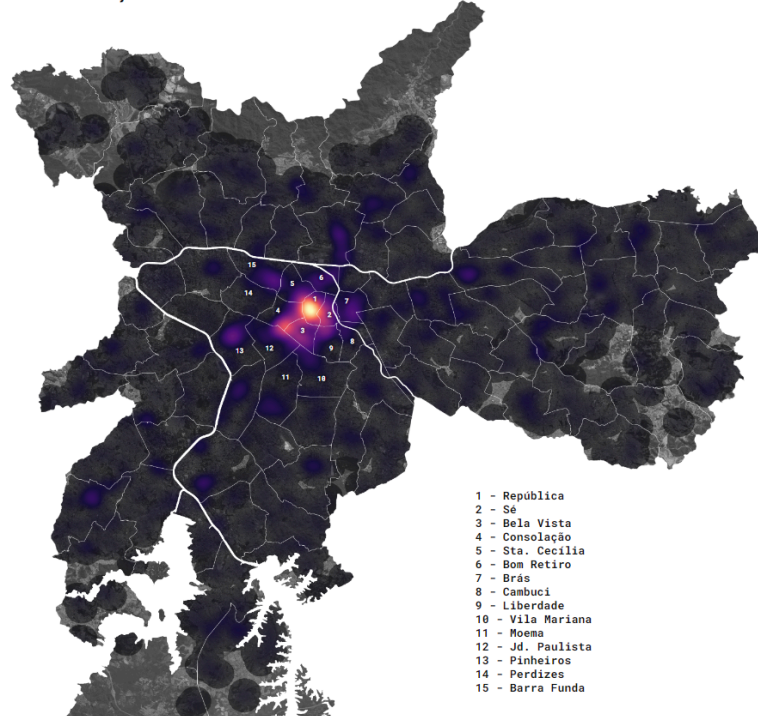 15
6
5
14
1
7
4
2
3
13
12
9
8
11
10
1 - República
2 - Sé
3 - Bela Vista
4 - Consolação
5 - Sta. Cecília
6 - Bom Retiro
7 - Brás
8 - Cambuci
9 - Liberdade
10 - Vila Mariana
11 - Moema
12 - Jd. Paulista
13 - Pinheiros
14 - Perdizes
15 - Barra Funda